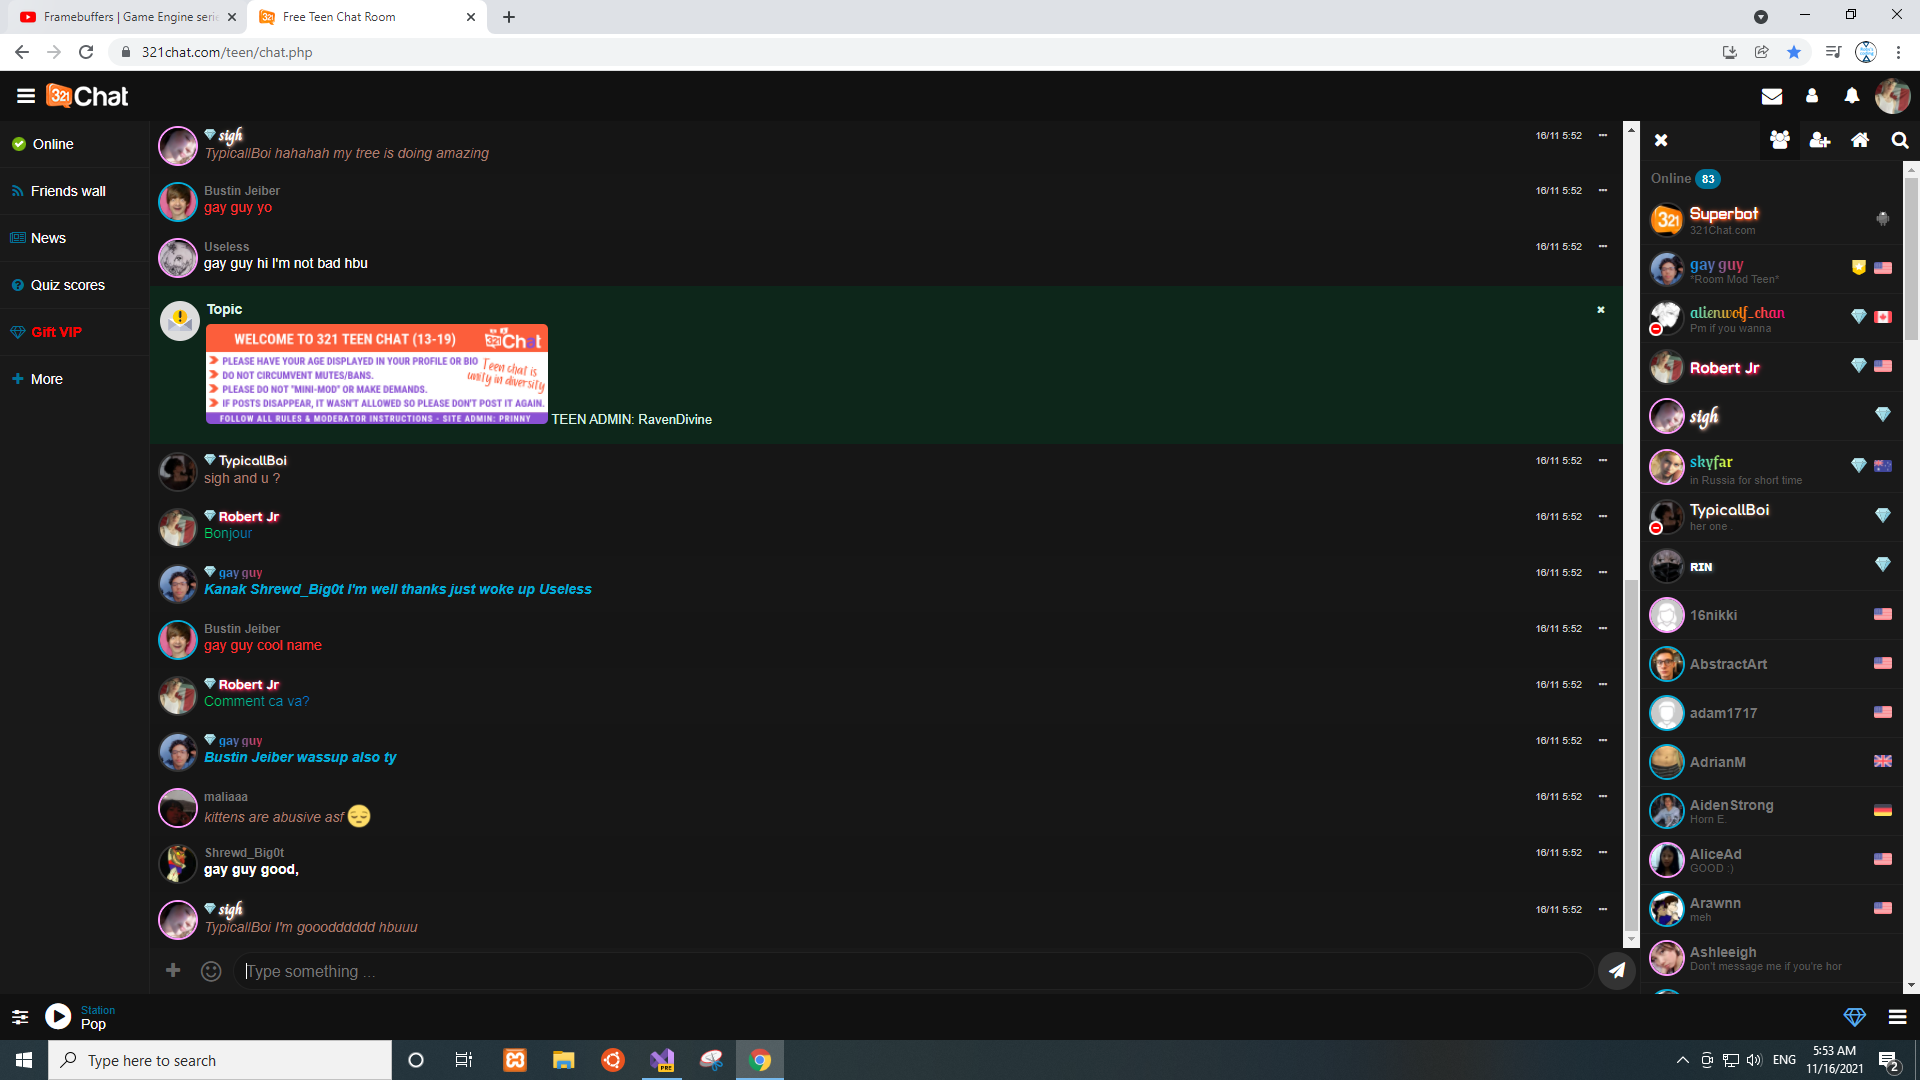 Framebuffers | Game Engine serie
Free Teen Chat Room
321chat.com/teen/chat.php
321 Chat
Online
Friends wall
News
Quiz scores
Gift VIP
More
sigh
16/11 5:52
TypicallBoi hahahah my tree is doing amazing
Bustin Jeiber
16/11 5:52
gay guy yo
Useless
16/11 5:52
gay guy hi I'm not bad hbu
Topic
WELCOME TO 321 TEEN CHAT (13-19)
321 Chat
PLEASE HAVE YOUR AGE DISPLAYED IN YOUR PROFILE OR BIO
DO NOT CIRCUMVENT MUTES/BANS.
PLEASE DO NOT "MINI-MOD" OR MAKE DEMANDS.
IF POSTS DISAPPEAR, IT WASN'T ALLOWED SO PLEASE DON'T POST IT AGAIN.
Teen chat is
unity in diversity
FOLLOW ALL RULES & MODERATOR INSTRUCTIONS - SITE ADMIN: PRINNY
TEEN ADMIN: RavenDivine
TypicallBoi
16/11 5:52
sigh and u ?
Robert Jr
16/11 5:52
Bonjour
gay guy
16/11 5:52
Kanak Shrewd_Big0t I'm well thanks just woke up Useless
Bustin Jeiber
16/11 5:52
gay guy cool name
Robert Jr
16/11 5:52
Comment ca va?
gay guy
16/11 5:52
Bustin Jeiber wassup also ty
maliaaa
16/11 5:52
kittens are abusive asf
Shrewd_Big0t
16/11 5:52
gay guy good,
sigh
16/11 5:52
TypicallBoi I'm gooodddddd hbuuu
Type something ...
Online 83
321
Superbot
321Chat.com
gay guy
*Room Mod Teen*
alienwolf_chan
Pm if you wanna
Robert Jr
sigh
skyfar
in Russia for short time
TypicallBoi
her one .
RIN
16nikki
AbstractArt
adam1717
AdrianM
AidenStrong
Horn E.
AliceAd
GOOD :)
Arawnn
meh
Ashleeigh
Don't message me if you're hor
Station
Pop
Type here to search
PRE
ENG
5:53 AM
11/16/2021
2